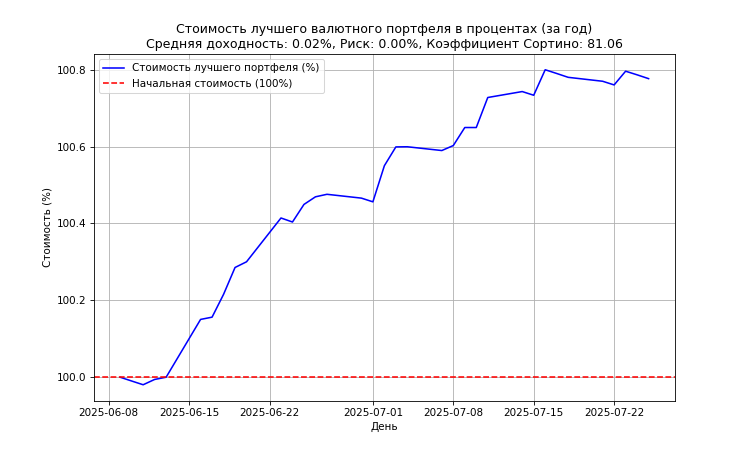 Стоимость лучшего валютного портфеля в процентах (за год)
Средняя доходность: 0.02%, Риск: 0.00%, Коэффициент Сортино: 81.06
Стоимость лучшего портфеля (%)
Начальная стоимость (100%)
100.8
100.6
100.4
100.2
100.0
Стоимость (%)
2025-06-08
2025-06-15
2025-06-22
2025-07-01
2025-07-08
2025-07-15
2025-07-22
День